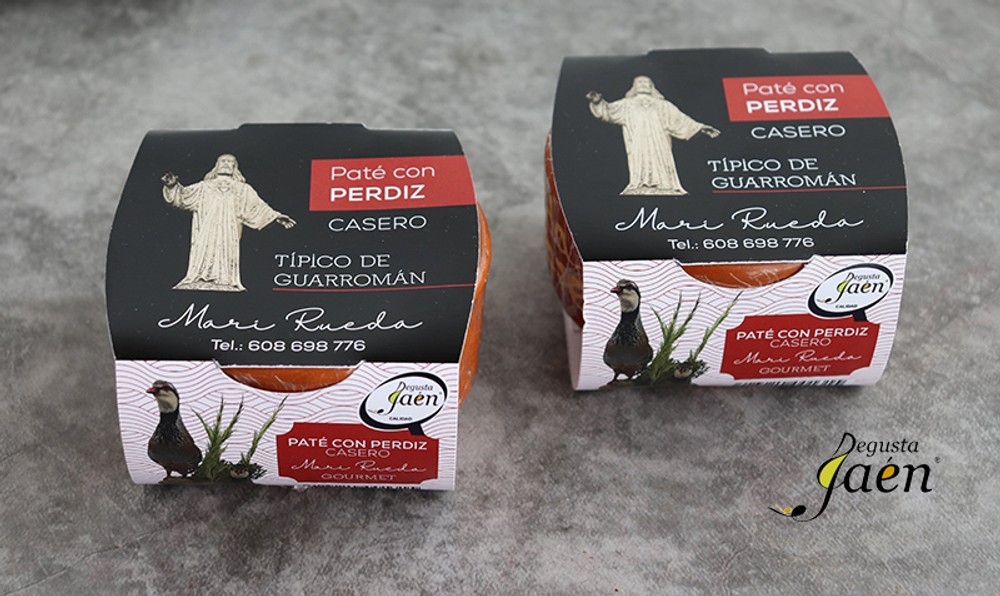 Paté con
PERDIZ
CASERO
TÍPICO DE
GUARROMÁN
Mari Rueda
Tel.: 608 698 776
Degusta
Jaén
CALIDAD
PATÉ CON PERDIZ
CASERO
Mari Rueda
GOURMET
Paté con
PERDIZ
CASERO
TÍPICO DE
GUARROMÁN
Mari Rueda
Tel.: 608 698 776
Degusta
Jaén
CALIDAD
PATÉ CON PERDIZ
CASERO
Mari Rueda
GOURMET
Degusta
Jaén®